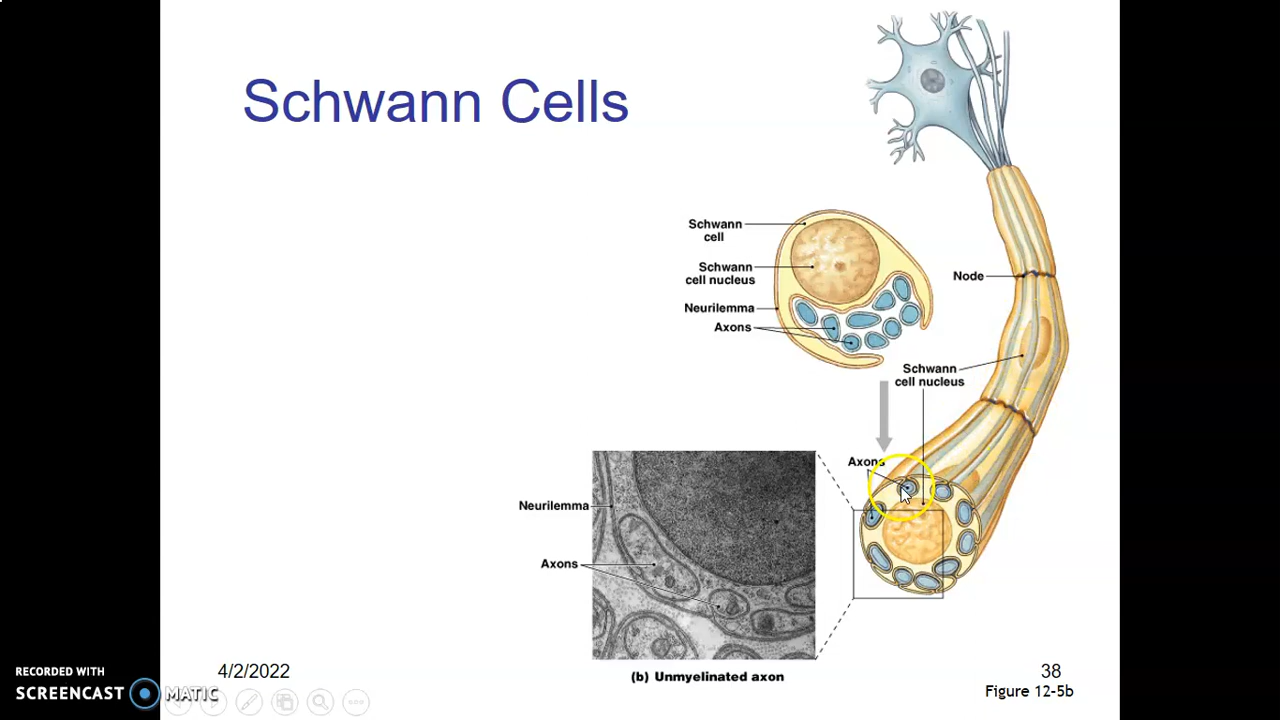 Schwann Cells
Schwann
cell
Schwann
cell nucleus
Neurilemma
Axons
Node
Schwann
cell nucleus
Axons
Neurilemma
Axons
(b) Unmyelinated axon
4/2/2022
38
Figure 12-5b
RECORDED WITH
SCREENCAST MATIC